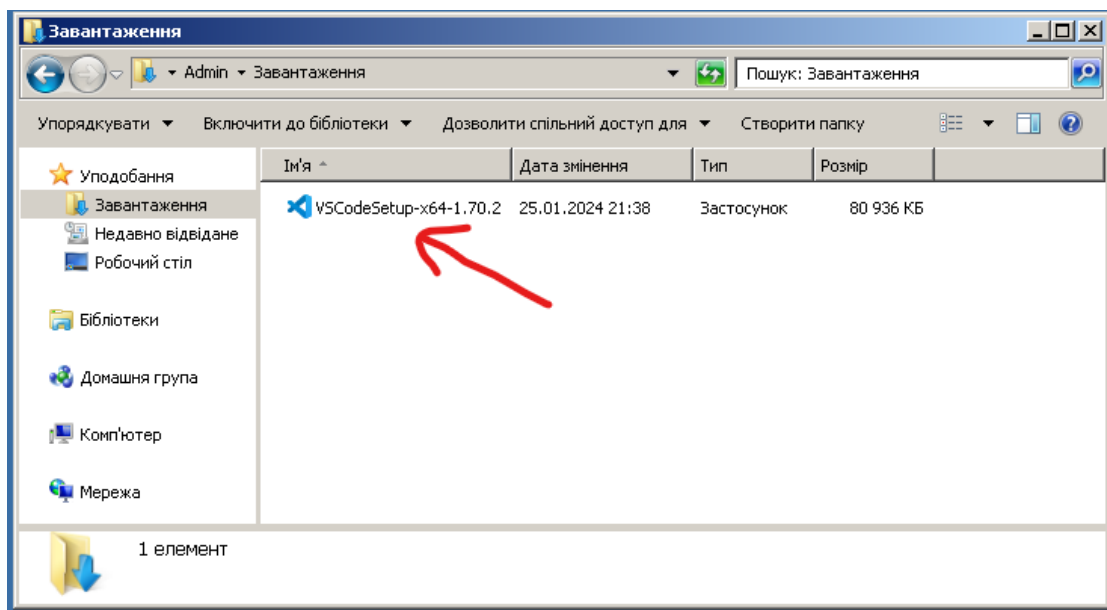 Завантаження
Admin Завантаження Пошук: Завантаження
Упорядкувати Включити до бібліотеки Дозволити спільний доступ для Створити папку
Ім'я Дата змінення Тип Розмір
VSCodeSetup-x64-1.70.2 25.01.2024 21:38 Застосунок 80 936 КБ
Уподобання
Завантаження
Недавно відвідане
Робочий стіл
Бібліотеки
Домашня група
Комп'ютер
Мережа
1 елемент